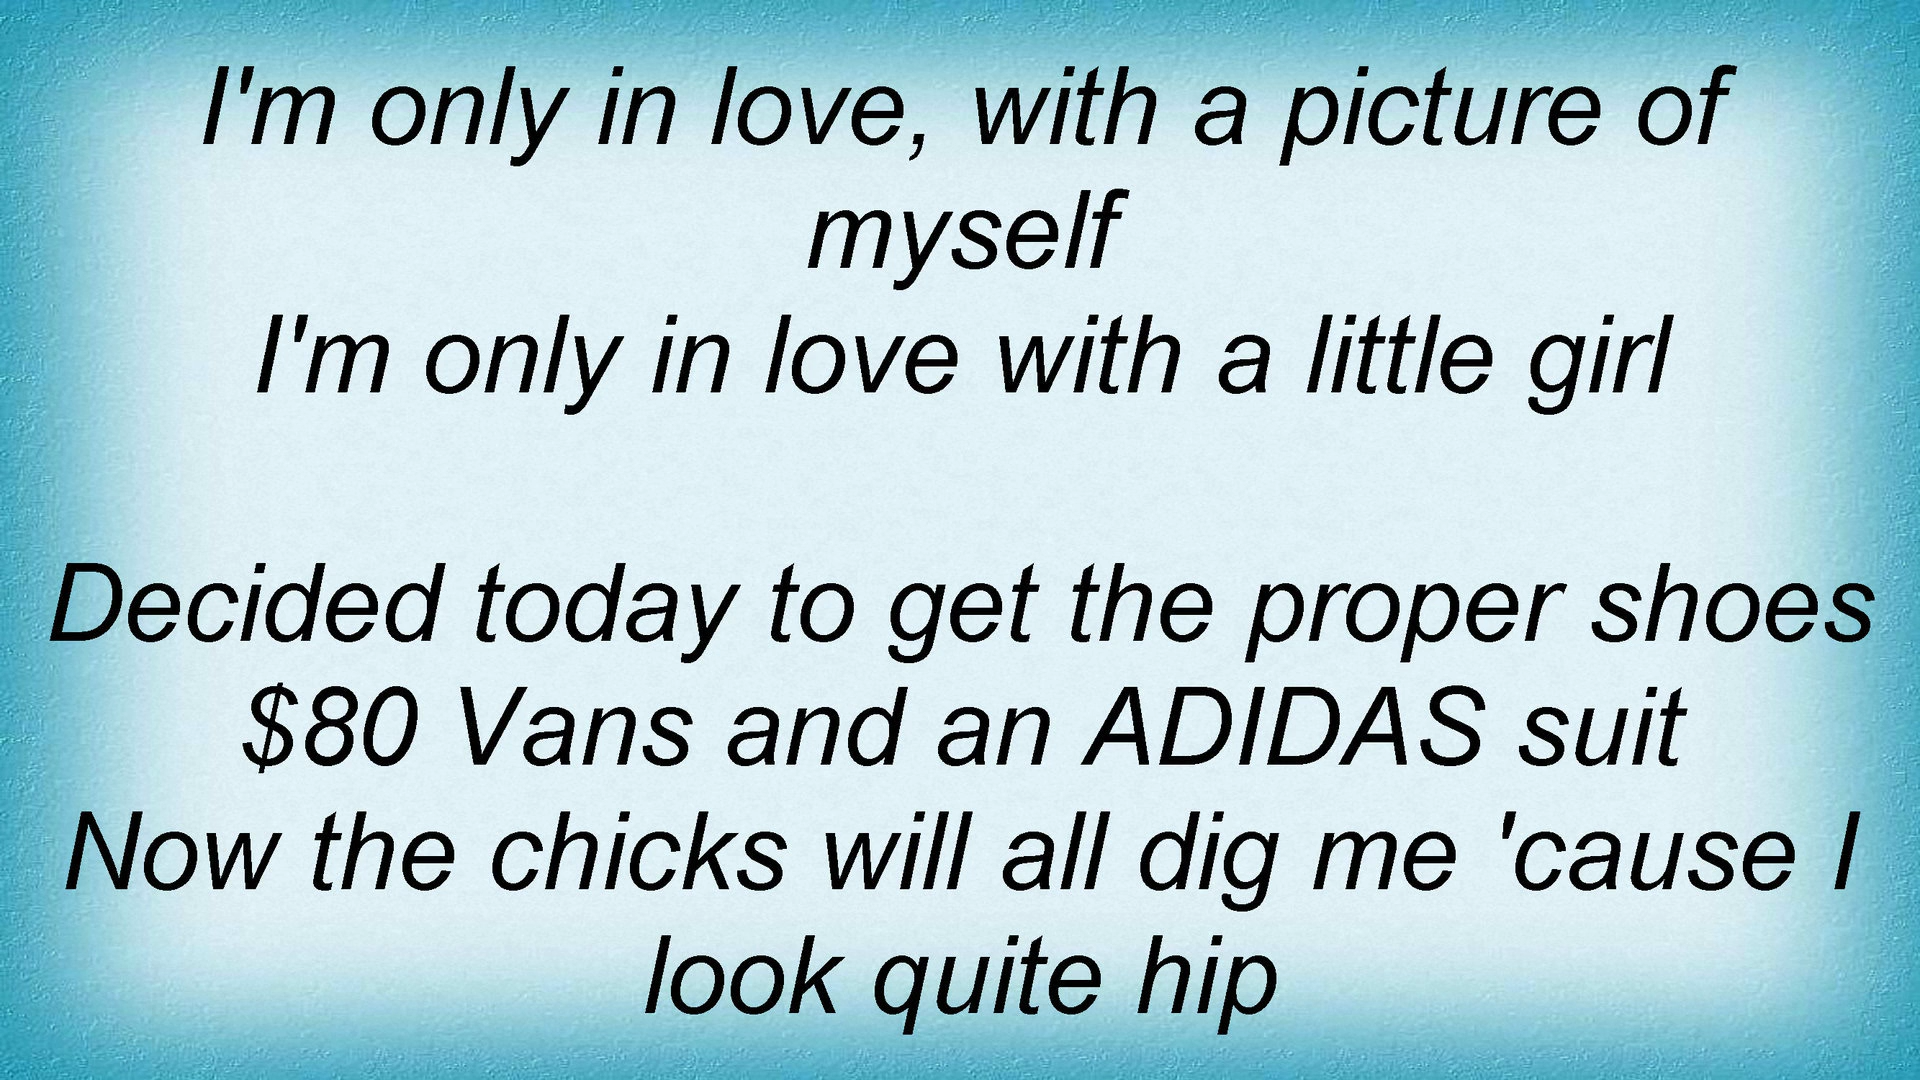 I'm only in love, with a picture of
myself
I'm only in love with a little girl
Decided today to get the proper shoes
$80 Vans and an ADIDAS suit
Now the chicks will all dig me 'cause I
look quite hip